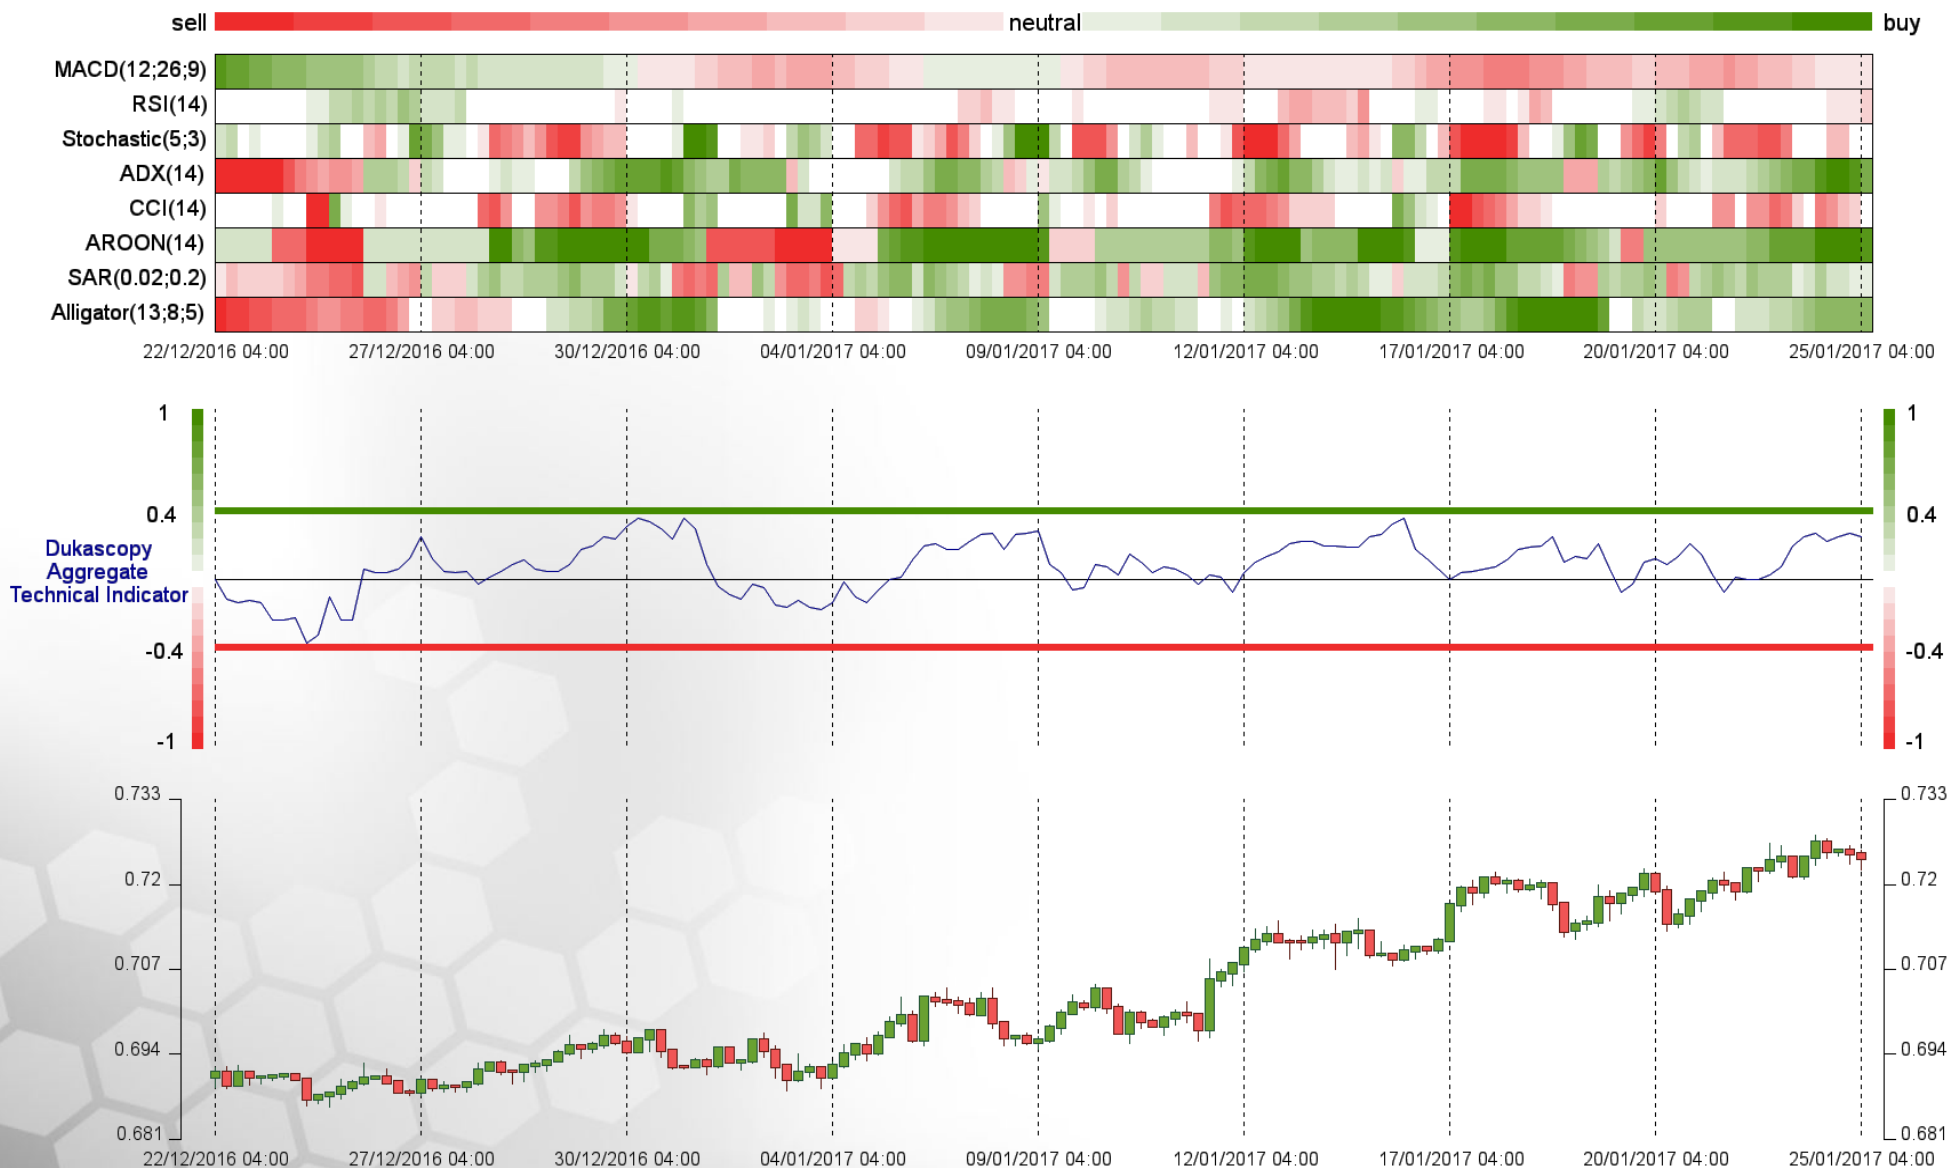 sell neutral buy
MACD(12;26;9)
RSI(14)
Stochastic(5;3)
ADX(14)
CCI(14)
AROON(14)
SAR(0.02;0.2)
Alligator(13;8;5)
22/12/2016 04:00 27/12/2016 04:00 30/12/2016 04:00 04/01/2017 04:00 09/01/2017 04:00 12/01/2017 04:00 17/01/2017 04:00 20/01/2017 04:00 25/01/2017 04:00
1 1
0.4 0.4
Dukascopy
Aggregate
Technical Indicator
-0.4 -0.4
-1 -1
0.733 0.733
0.72 0.72
0.707 0.707
0.694 0.694
0.681 0.681
22/12/2016 04:00 27/12/2016 04:00 30/12/2016 04:00 04/01/2017 04:00 09/01/2017 04:00 12/01/2017 04:00 17/01/2017 04:00 20/01/2017 04:00 25/01/2017 04:00